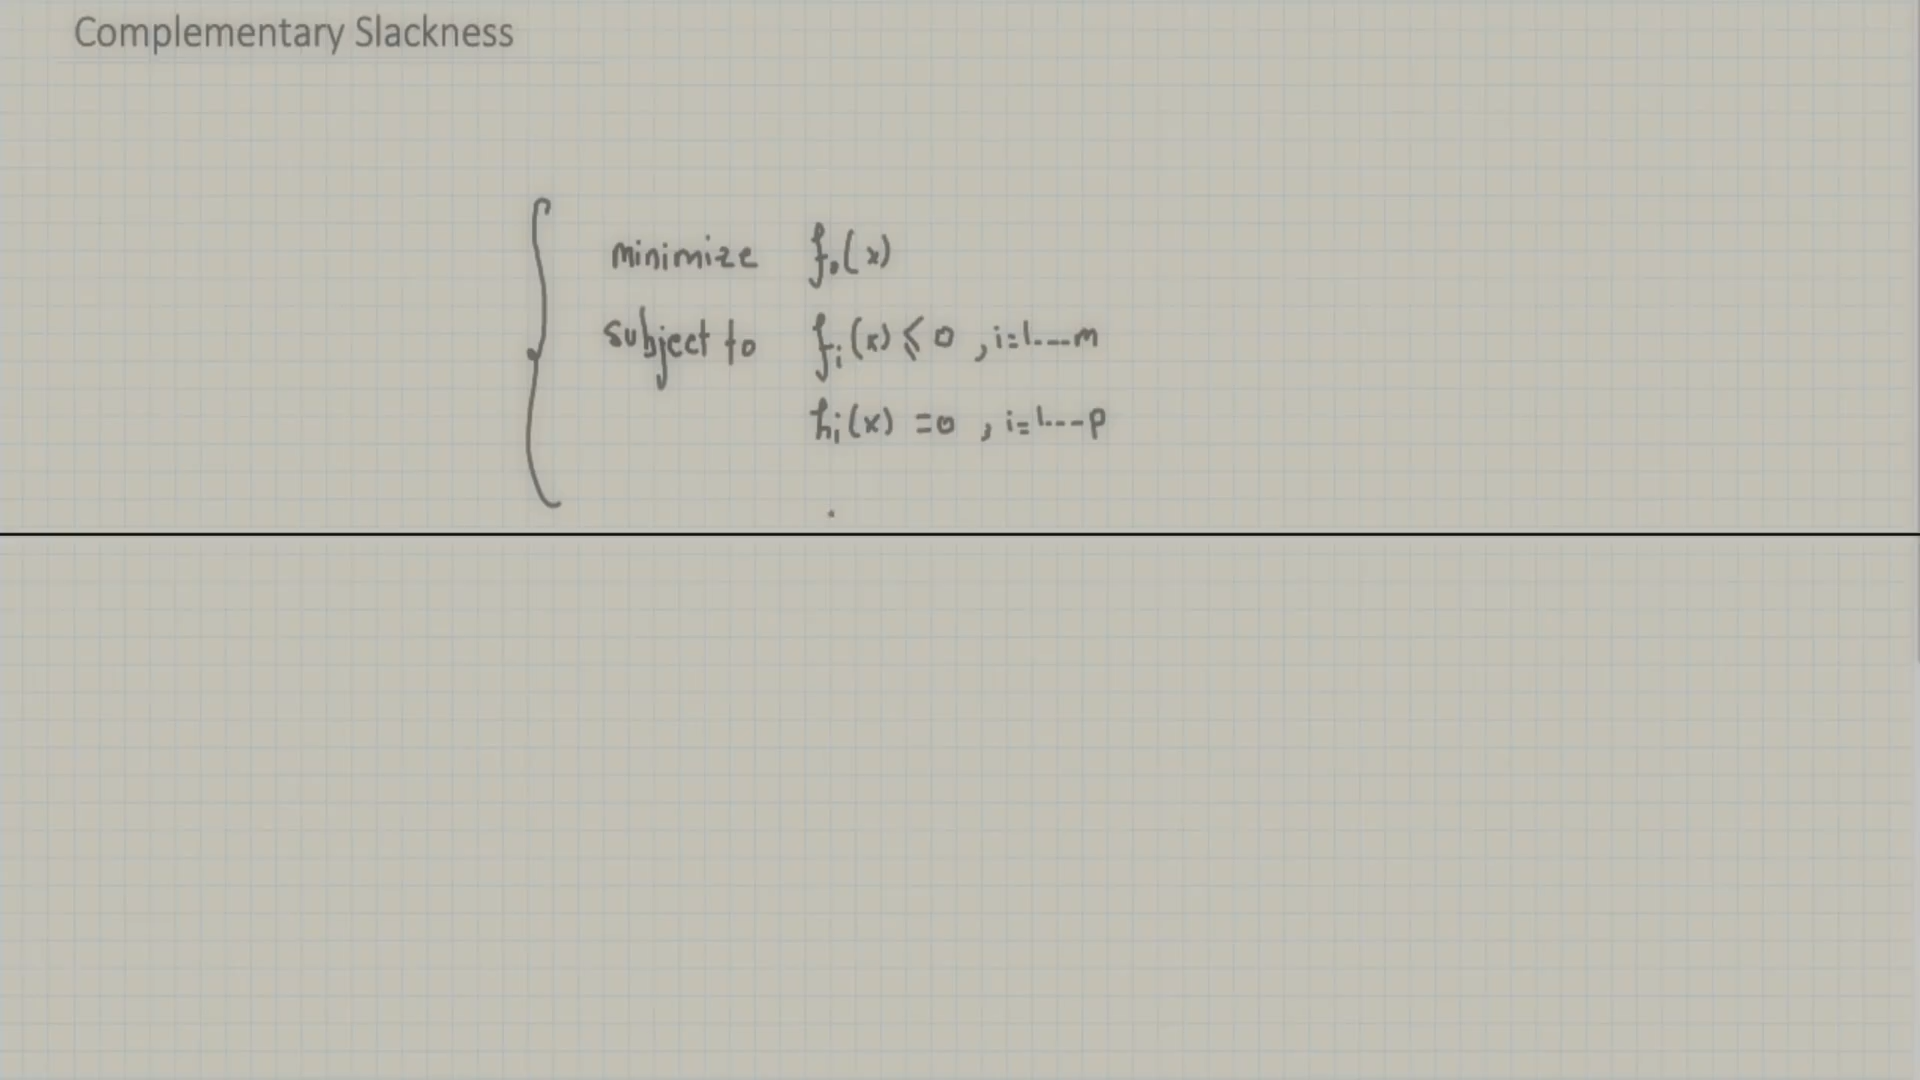 Complementary Slackness
minimize f₀(x)
subject to fᵢ(x) ⩽ 0 , i=1---m
hᵢ(x) =0 , i=1---p